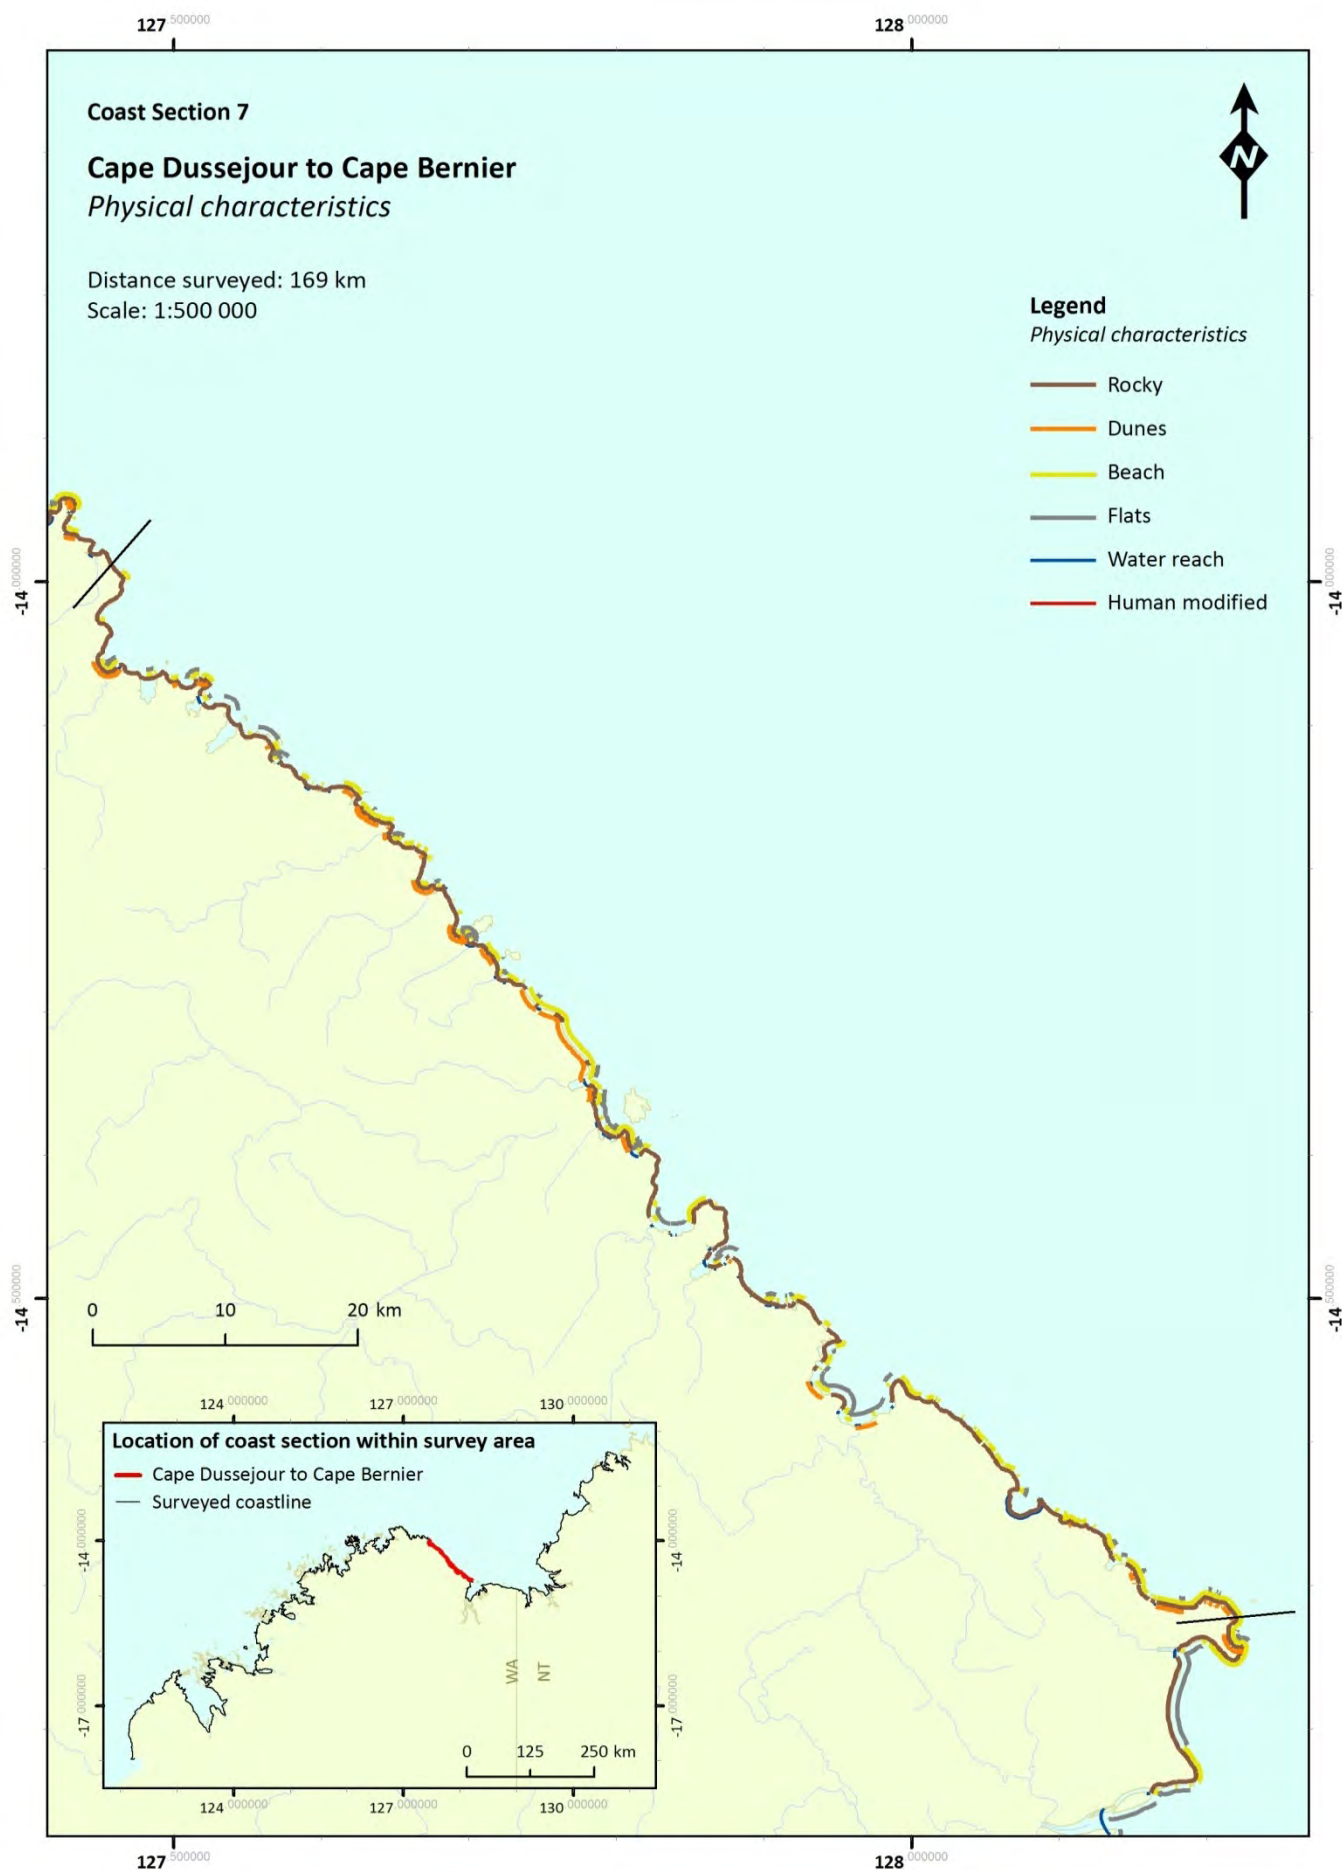 127.500000
128.000000
Coast Section 7
Cape Dussejour to Cape Bernier
Physical characteristics
Distance surveyed: 169 km
Scale: 1:500 000
N
Legend
Physical characteristics
Rocky
Dunes
Beach
Flats
Water reach
Human modified
-14.000000
-14.000000
-14.500000
-14.500000
0 10 20 km
124.000000 127.000000 130.000000
Location of coast section within survey area
Cape Dussejour to Cape Bernier
Surveyed coastline
-14.000000
-14.000000
WA NT
-17.000000
-17.000000
0 125 250 km
124.000000 127.000000 130.000000
127.500000
128.000000